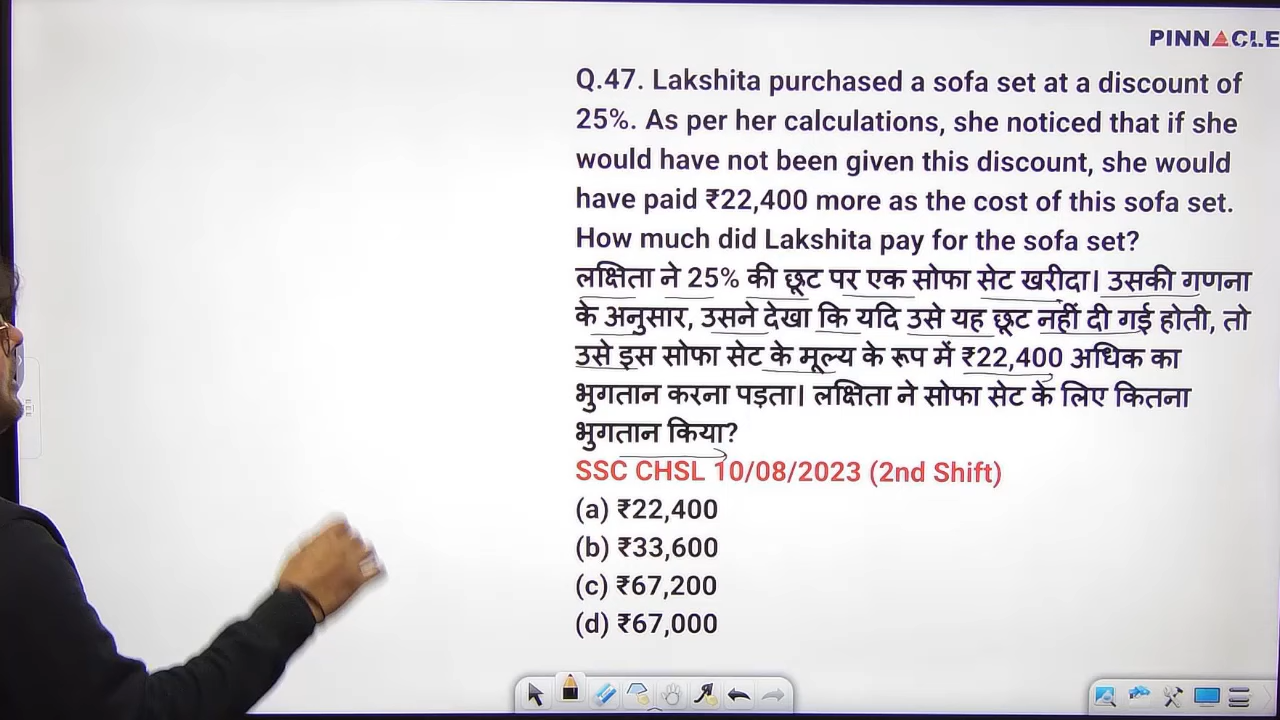 PINNACLE
Q.47. Lakshita purchased a sofa set at a discount of
25%. As per her calculations, she noticed that if she
would have not been given this discount, she would
have paid ₹22,400 more as the cost of this sofa set.
How much did Lakshita pay for the sofa set?
लक्षिता ने 25% की छूट पर एक सोफा सेट खरीदा। उसकी गणना
के अनुसार, उसने देखा कि यदि उसे यह छूट नहीं दी गई होती, तो
उसे इस सोफा सेट के मूल्य के रूप में ₹22,400 अधिक का
भुगतान करना पड़ता। लक्षिता ने सोफा सेट के लिए कितना
भुगतान किया?
SSC CHSL 10/08/2023 (2nd Shift)
(a) ₹22,400
(b) ₹33,600
(c) ₹67,200
(d) ₹67,000